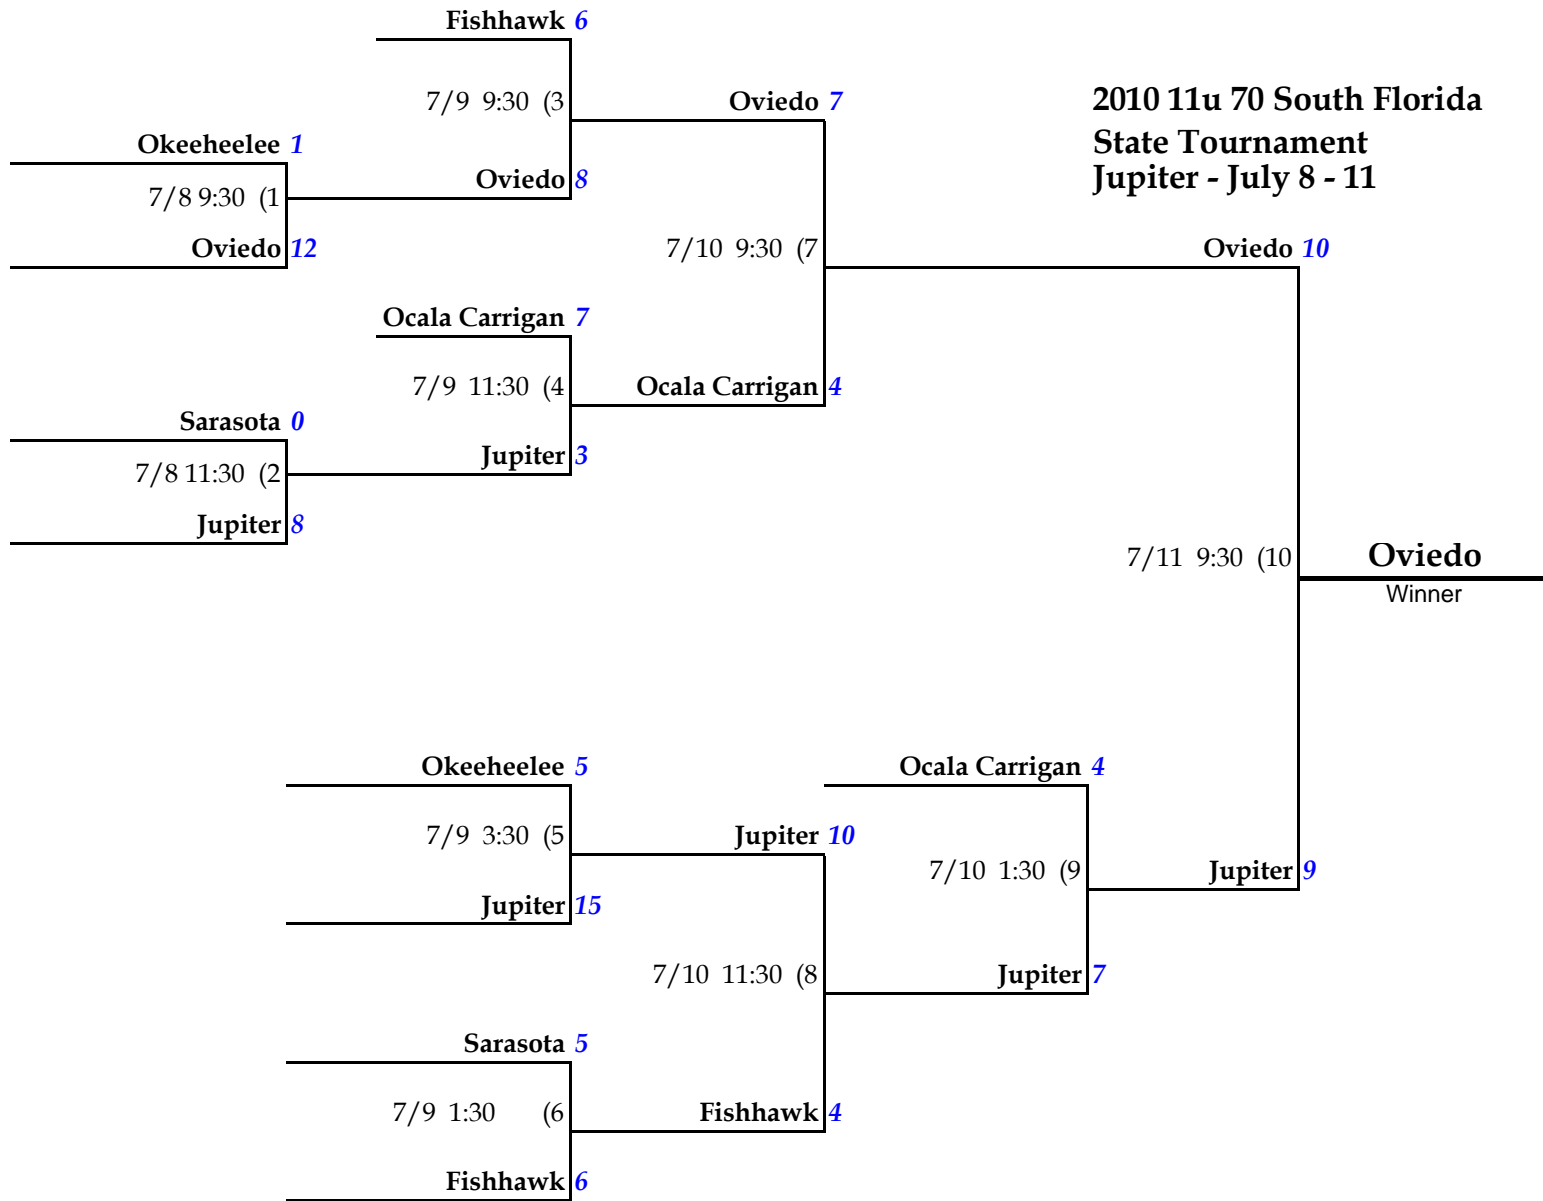 Fishhawk 6
7/9 9:30 (3
Oviedo 7
2010 11u 70 South Florida
State Tournament
Jupiter - July 8 - 11
Okeeheelee 1
7/8 9:30 (1
Oviedo 8
Oviedo 12
7/10 9:30 (7
Oviedo 10
Ocala Carrigan 7
7/9 11:30 (4
Ocala Carrigan 4
Sarasota 0
7/8 11:30 (2
Jupiter 3
Jupiter 8
7/11 9:30 (10
Oviedo
Winner
Okeeheelee 5
Ocala Carrigan 4
7/9 3:30 (5
Jupiter 10
7/10 1:30 (9
Jupiter 9
Jupiter 15
7/10 11:30 (8
Jupiter 7
Sarasota 5
7/9 1:30 (6
Fishhawk 4
Fishhawk 6